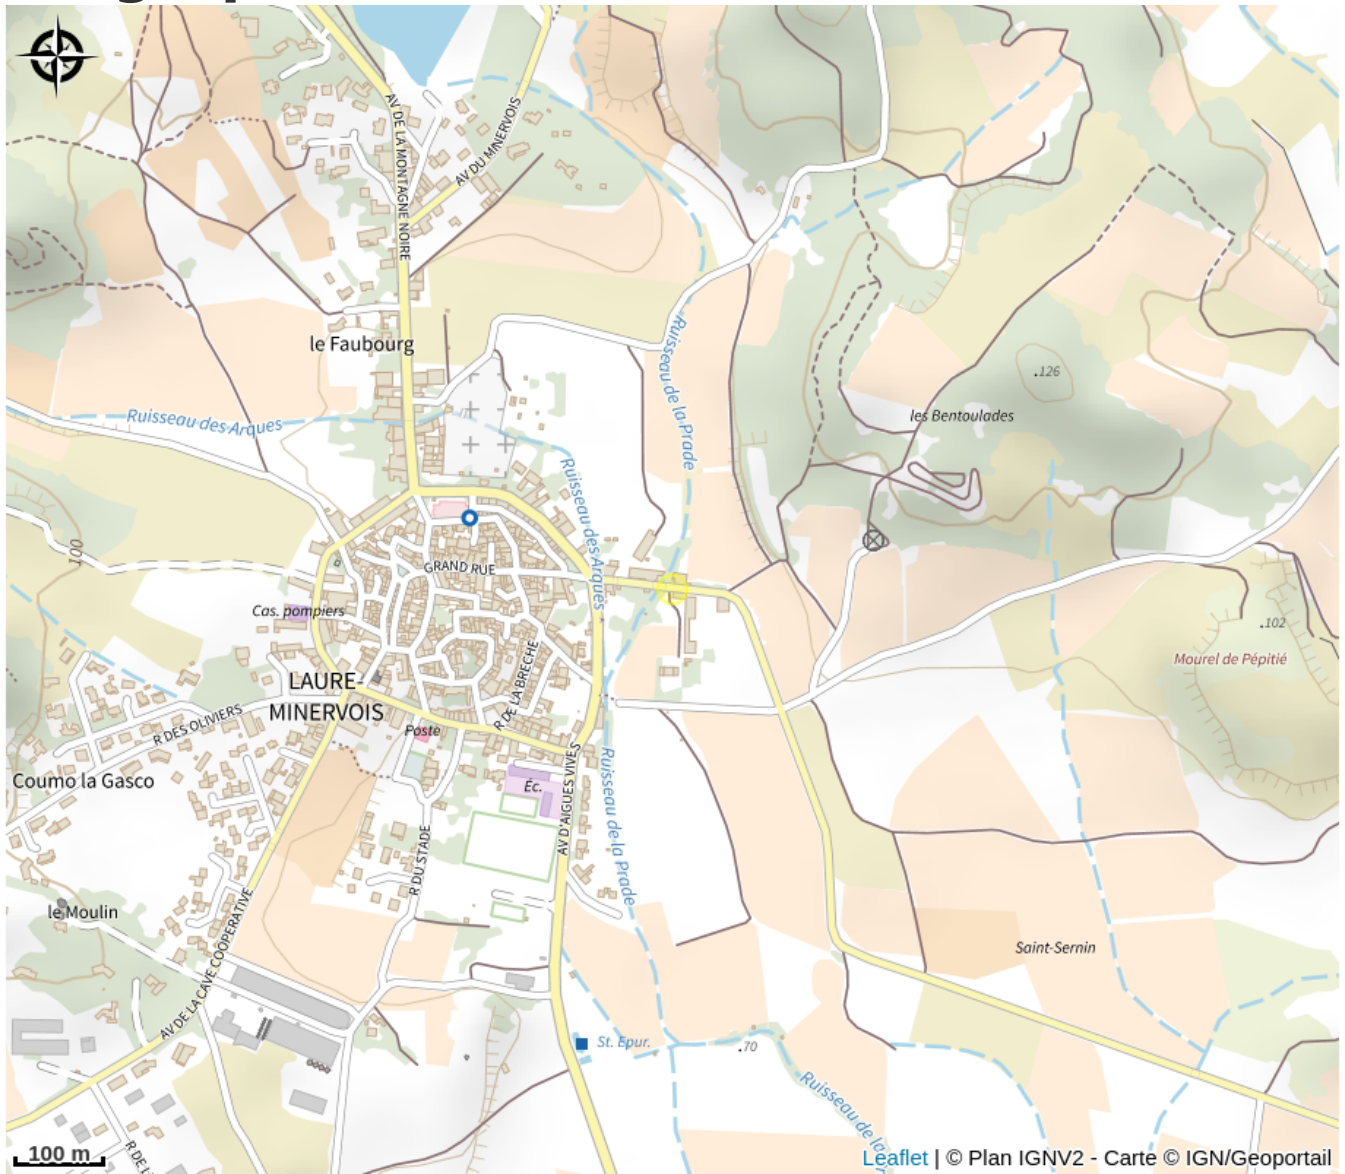 AV DE LA MONTAGNE NOIRE
AV DU MINERVOIS
le Faubourg
Ruisseau de la Prade
.126
les Bentoulades
Ruisseau des Arques
Ruisseau des Arques
100
GRAND RUE
Cas. pompiers
.102
Mourel de Pépitié
LAURE-
MINERVOIS
R DE LA BRECHE
R DES OLIVIERS
Poste
Coumo la Gasco
Éc.
AV D'AIGUES VIVES
Ruisseau de la Prade
R DU STADE
le Moulin
AV DE LA CAVE COOPERATIVE
Saint-Sernin
St. Epur.
.70
Ruisseau de la
R DE L
100 m
Leaflet | © Plan IGNV2 - Carte © IGN/Geoportail